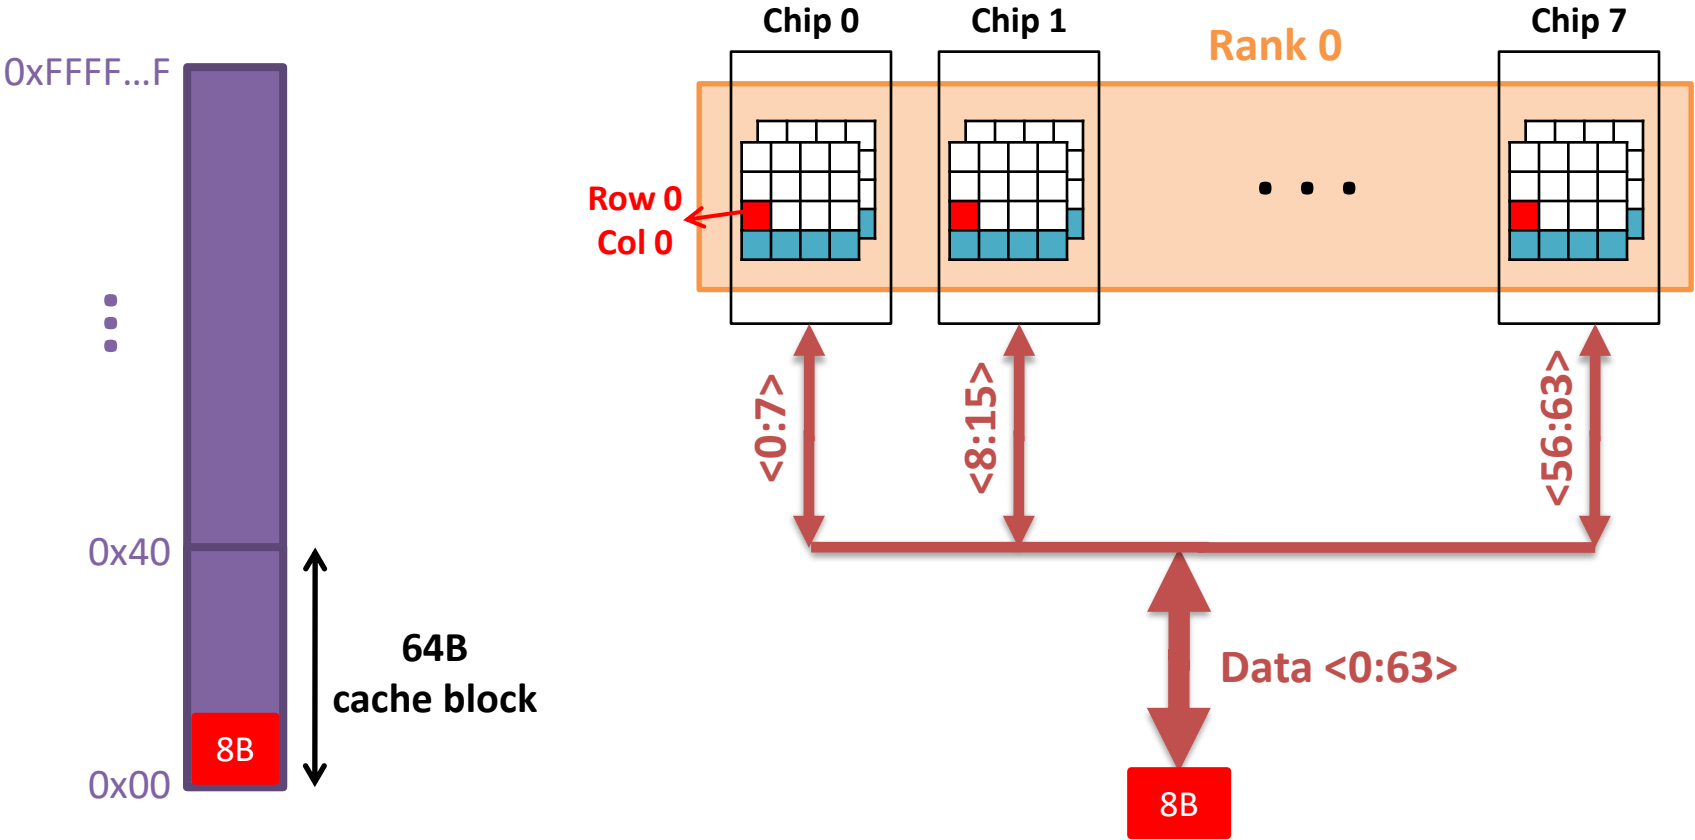 Chip 0
Chip 1
Chip 7
Rank 0
0xFFFF...F
Row 0
Col 0
<0:7>
<8:15>
<56:63>
0x40
64B
cache block
Data <0:63>
8B
0x00
8B